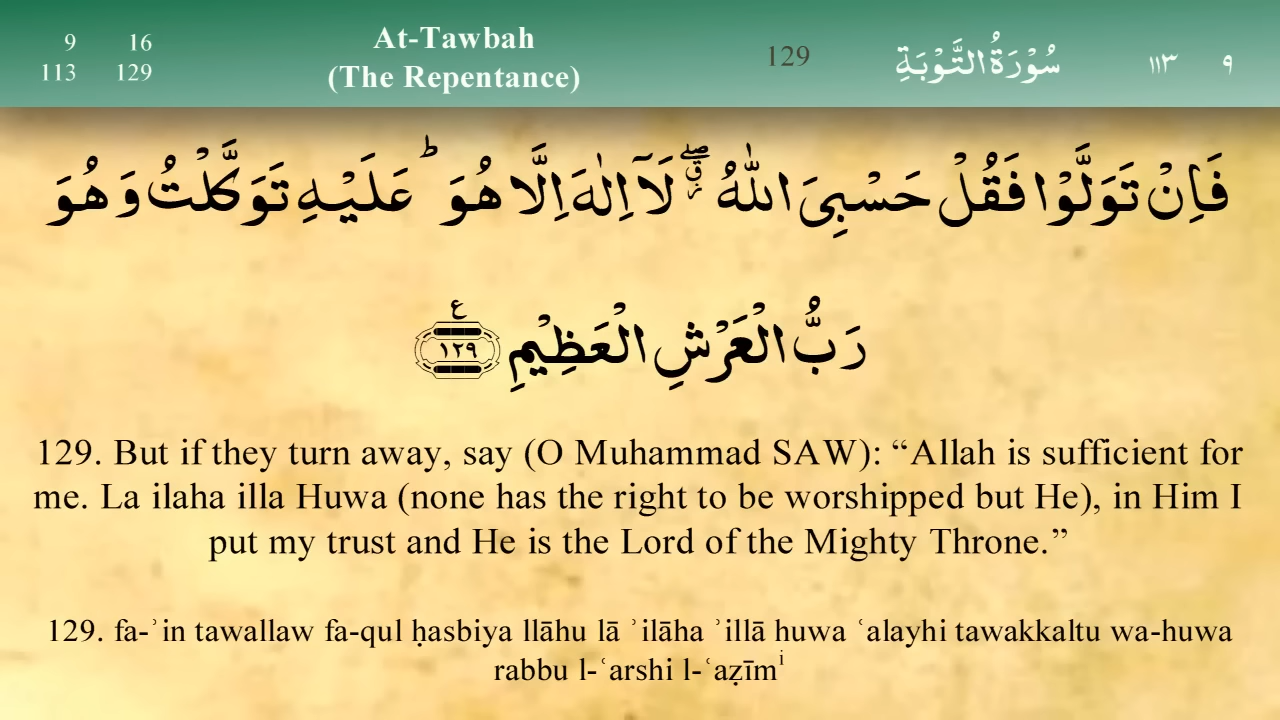 9 16
113 129
At-Tawbah
(The Repentance)
129
سُوْرَةُ التَّوْبَةِ
١١٣ ٩
فَاِنْ تَوَلَّوْا فَقُلْ حَسْبِىَ اللّٰهُ ۖ لَاۤ اِلٰهَ اِلَّا هُوَ ؕ عَلَيْهِ تَوَكَّلْتُ وَهُوَ
رَبُّ الْعَرْشِ الْعَظِيْمِ ١٢٩ ع
129. But if they turn away, say (O Muhammad SAW): “Allah is sufficient for
me. La ilaha illa Huwa (none has the right to be worshipped but He), in Him I
put my trust and He is the Lord of the Mighty Throne.”
129. fa-ʾin tawallaw fa-qul ḥasbiya llāhu lā ʾilāha ʾillā huwa ʿalayhi tawakkaltu wa-huwa
rabbu l-ʿarshi l-ʿaẓīmⁱ